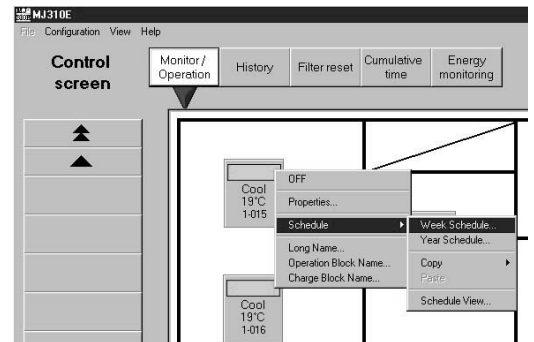 MJ310E
File Configuration View Help
Control
screen
Monitor /
Operation
History
Filter reset
Cumulative
time
Energy
monitoring
Cool
19°C
1-015
OFF
Properties...
Schedule
Long Name...
Operation Block Name...
Charge Block Name...
Week Schedule...
Year Schedule...
Copy
Paste
Schedule View...
Cool
19°C
1-016